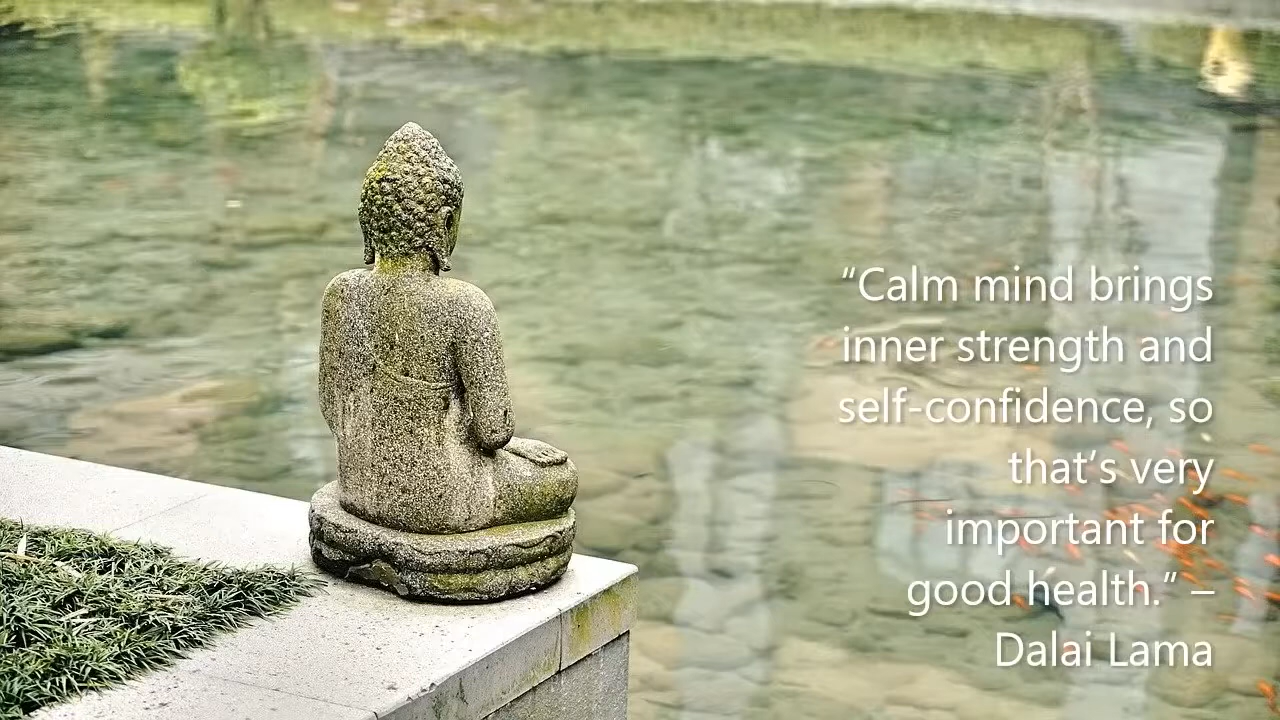 “Calm mind brings
inner strength and
self-confidence, so
that’s very
important for
good health.” –
Dalai Lama